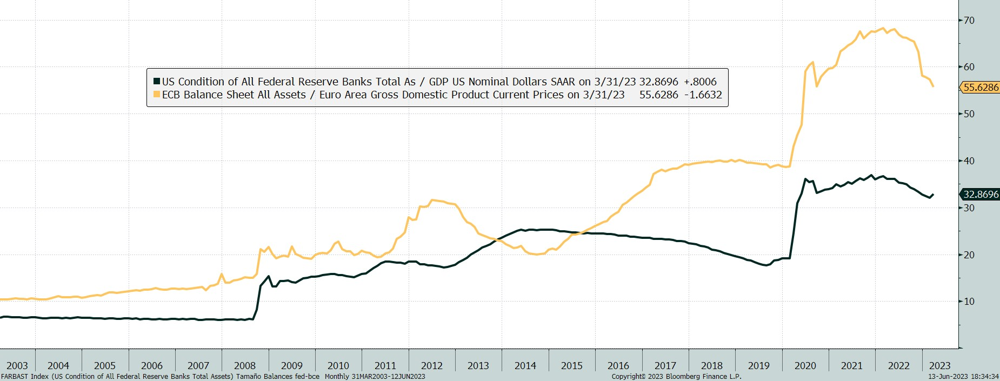 70
US Condition of All Federal Reserve Banks Total As / GDP US Nominal Dollars SAAR on 3/31/23 32.8696 +.8006
ECB Balance Sheet All Assets / Euro Area Gross Domestic Product Current Prices on 3/31/23 55.6286 -1.6632
60
55.6286
50
40
32.8696
30
20
10
2003 2004 2005 2006 2007 2008 2009 2010 2011 2012 2013 2014 2015 2016 2017 2018 2019 2020 2021 2022 2023
FARBAST Index (US Condition of All Federal Reserve Banks Total Assets) Tamaño Balances fed-bce Monthly 31MAR2003-12JUN2023 Copyright© 2023 Bloomberg Finance L.P. 13-Jun-2023 18:34:34